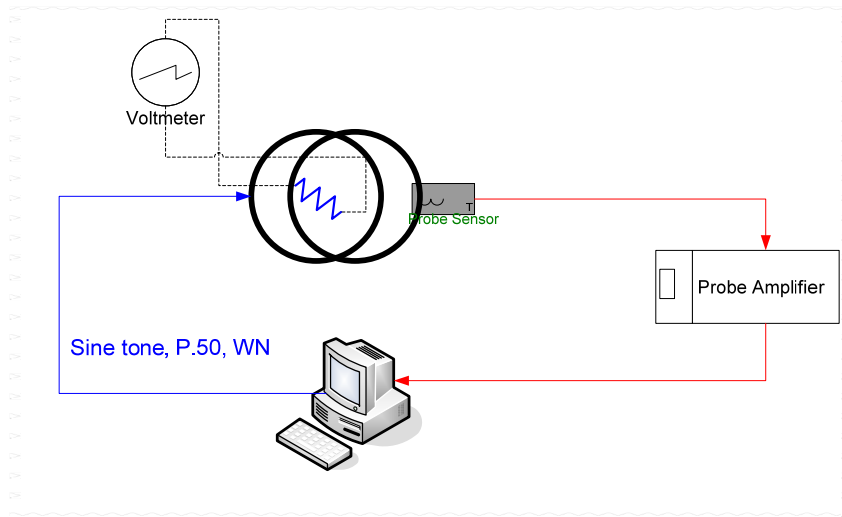 Voltmeter
T
Probe Sensor
Probe Amplifier
Sine tone, P.50, WN